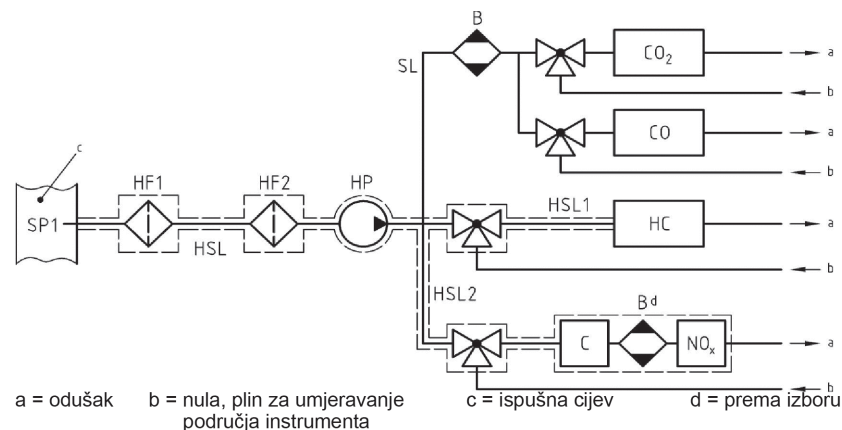 B
SL
CO₂
a
b
c
CO
a
HF1
HF2
HP
b
SP1
HSL1
HC
a
HSL
b
HSL2
B d
C
NOₓ
a
b
a = odušak b = nula, plin za umjeravanje c = ispušna cijev d = prema izboru
područja instrumenta